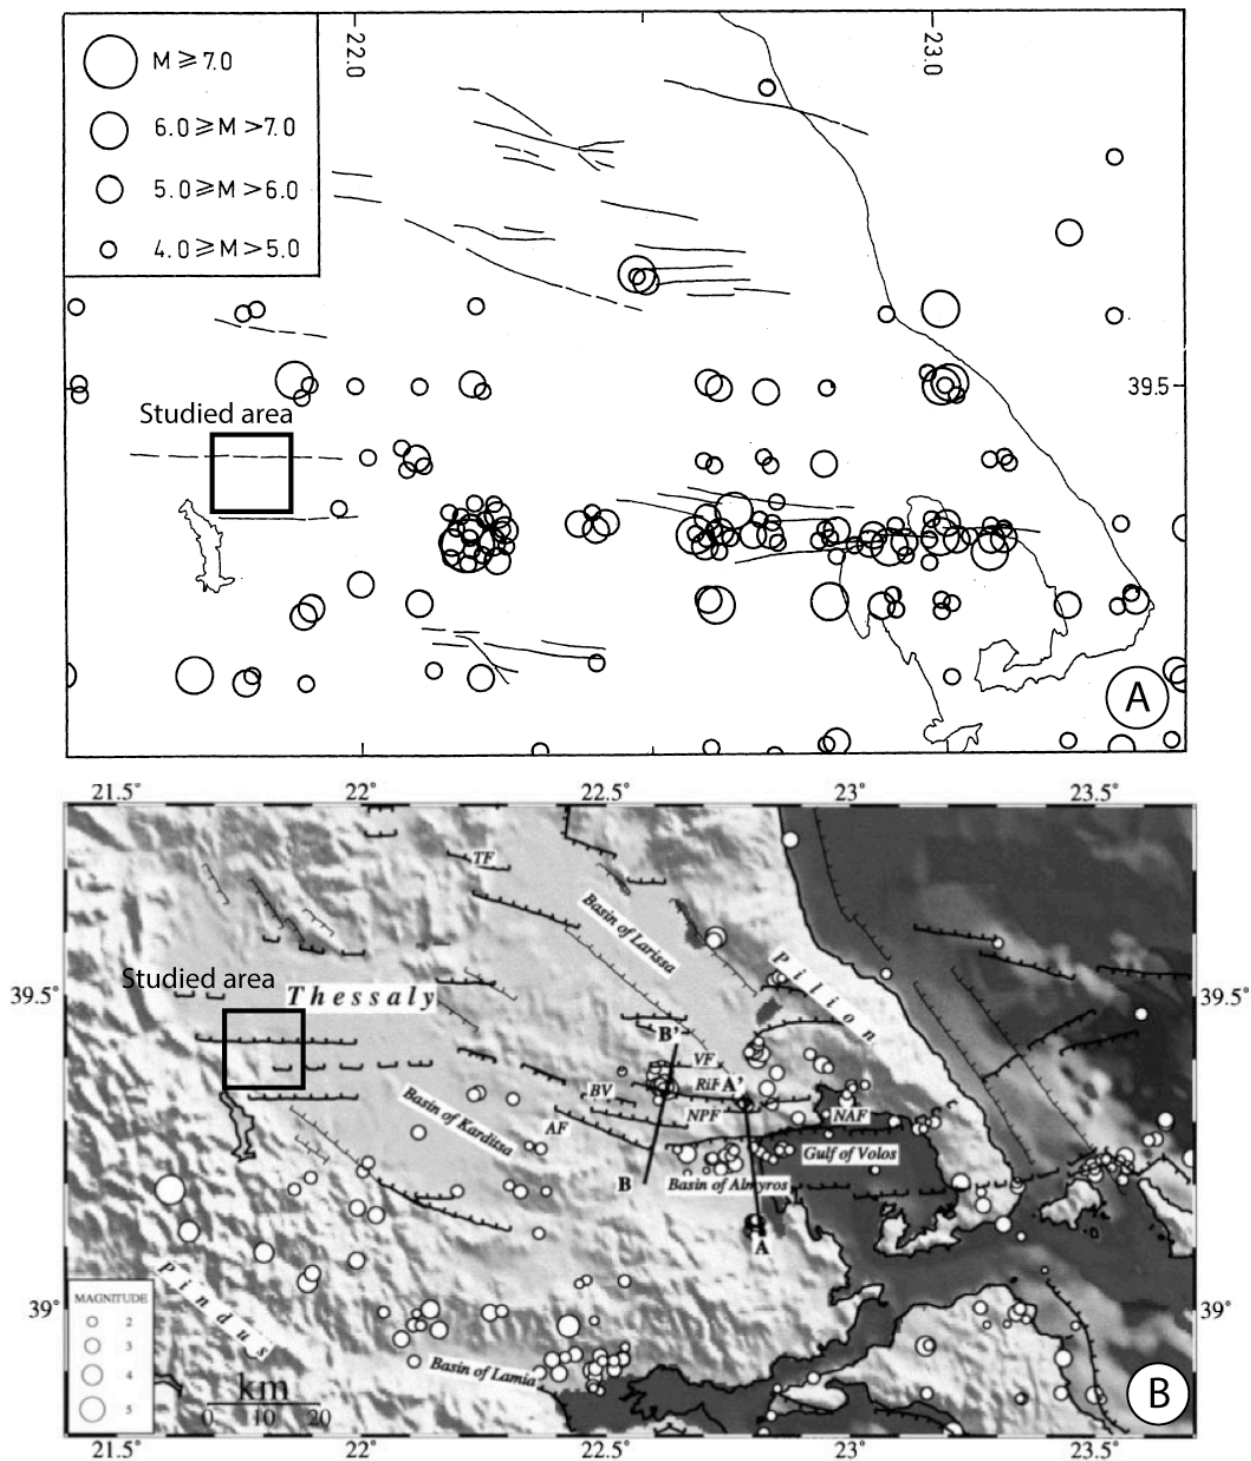 M ⩾ 7.0
6.0 ⩾ M > 7.0
5.0 ⩾ M > 6.0
4.0 ⩾ M > 5.0
22.0
23.0
39.5
Studied area
A
21.5°
22°
22.5°
23°
23.5°
TF
Basin of Larissa
Pilion
Studied area
39.5°
Thessaly
39.5°
B'
VF
RiF
A'
BV
NPF
NAF
AF
Basin of Karditsa
Gulf of Volos
B
Basin of Almyros
A
Pindus
MAGNITUDE
2
3
4
5
39°
39°
Basin of Lamia
km
0 10 20
B
21.5°
22°
22.5°
23°
23.5°